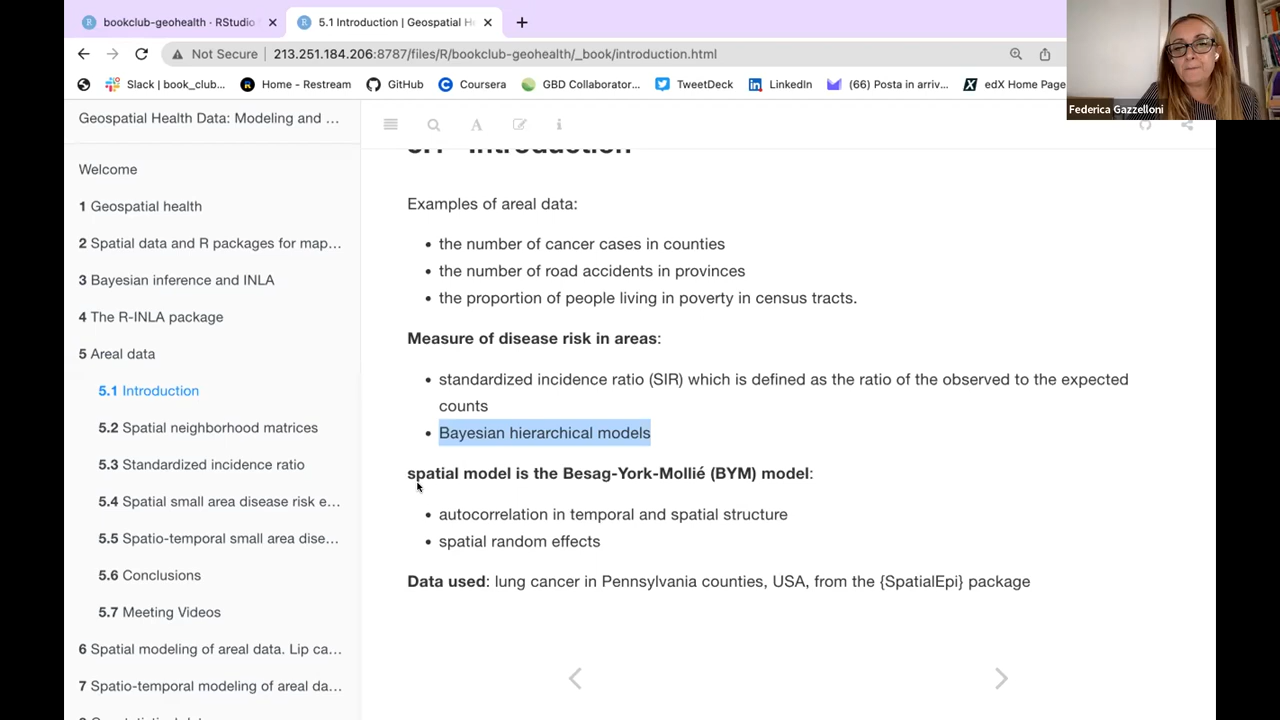 bookclub-geohealth · RStudio
5.1 Introduction | Geospatial H
Not Secure | 213.251.184.206:8787/files/R/bookclub-geohealth/_book/introduction.html
Slack | book_club...
Home - Restream
GitHub
Coursera
GBD Collaborator...
TweetDeck
LinkedIn
(66) Posta in arriv...
edX Home Page
Federica Gazzelloni
Geospatial Health Data: Modeling and ...
Welcome
1 Geospatial health
2 Spatial data and R packages for map...
3 Bayesian inference and INLA
4 The R-INLA package
5 Areal data
5.1 Introduction
5.2 Spatial neighborhood matrices
5.3 Standardized incidence ratio
5.4 Spatial small area disease risk e...
5.5 Spatio-temporal small area dise...
5.6 Conclusions
5.7 Meeting Videos
6 Spatial modeling of areal data. Lip ca...
7 Spatio-temporal modeling of areal da...
5.1 Introduction
Examples of areal data:
• the number of cancer cases in counties
• the number of road accidents in provinces
• the proportion of people living in poverty in census tracts.
Measure of disease risk in areas:
• standardized incidence ratio (SIR) which is defined as the ratio of the observed to the expected
counts
• Bayesian hierarchical models
spatial model is the Besag-York-Mollié (BYM) model:
• autocorrelation in temporal and spatial structure
• spatial random effects
Data used: lung cancer in Pennsylvania counties, USA, from the {SpatialEpi} package